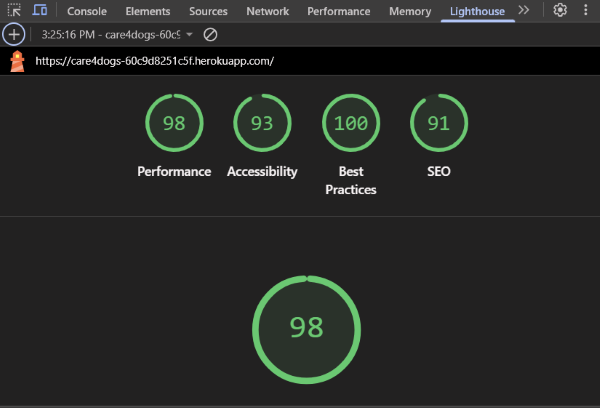 Console Elements Sources Network Performance Memory Lighthouse
3:25:16 PM - care4dogs-60c9
https://care4dogs-60c9d8251c5f.herokuapp.com/
98 93 100 91
Performance Accessibility Best Practices SEO
98